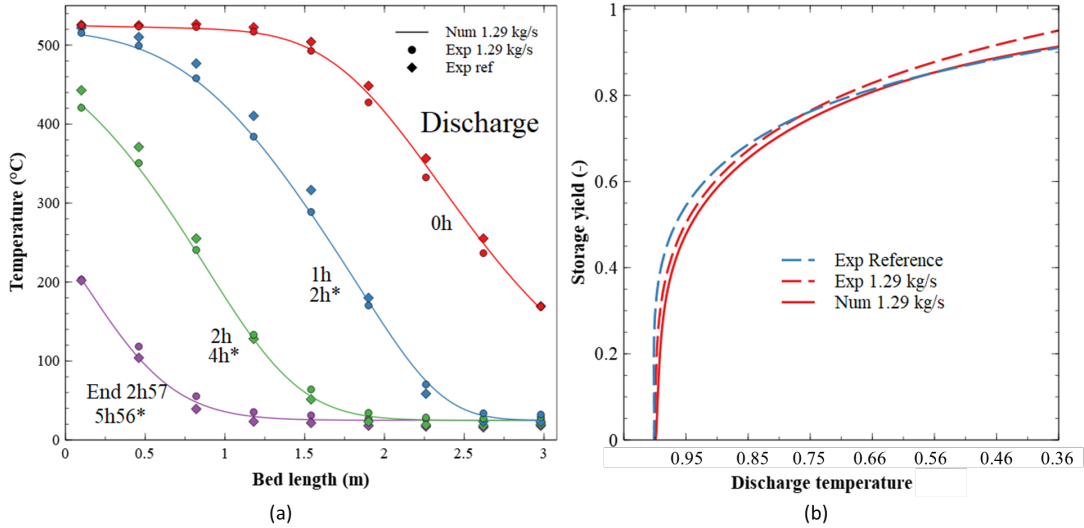 500
400
300
200
100
0
0
0.5
1
1.5
2
2.5
3
Temperature (°C)
Bed length (m)
Num 1.29 kg/s
Exp 1.29 kg/s
Exp ref
Discharge
0h
1h
2h*
2h
4h*
End 2h57
5h56*
(a)
1
0.8
0.6
0.4
0.2
0
Storage yield (-)
Exp Reference
Exp 1.29 kg/s
Num 1.29 kg/s
0.95
0.85
0.75
0.66
0.56
0.46
0.36
Discharge temperature
(b)